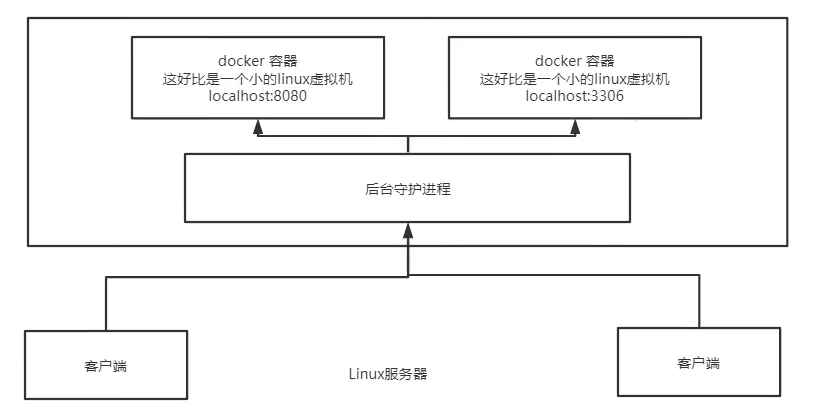 docker 容器
这好比是一个小的linux虚拟机
localhost:8080
docker 容器
这好比是一个小的linux虚拟机
localhost:3306
后台守护进程
客户端
Linux服务器
客户端